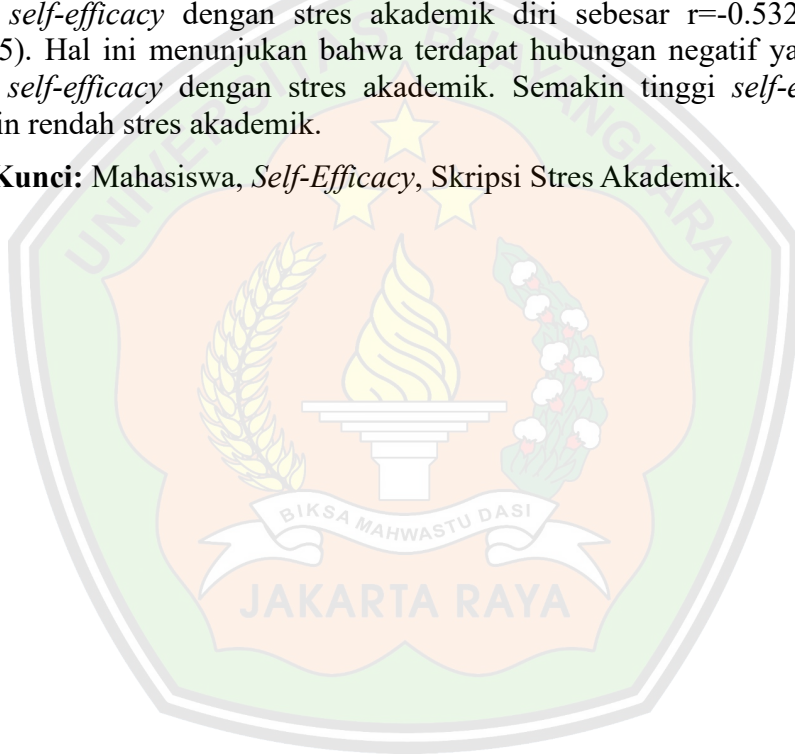 self-efficacy dengan stres akademik diri sebesar r=-0.532
5). Hal ini menunjukan bahwa terdapat hubungan negatif ya
self-efficacy dengan stres akademik. Semakin tinggi self-e
in rendah stres akademik.
Kunci: Mahasiswa, Self-Efficacy, Skripsi Stres Akademik.
UNIVERSITAS BHAYANGKARA
BIKSA MAHWASTU DASI
JAKARTA RAYA